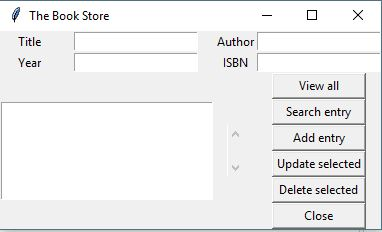 The Book Store
Title Author
Year ISBN
View all
Search entry
Add entry
Update selected
Delete selected
Close